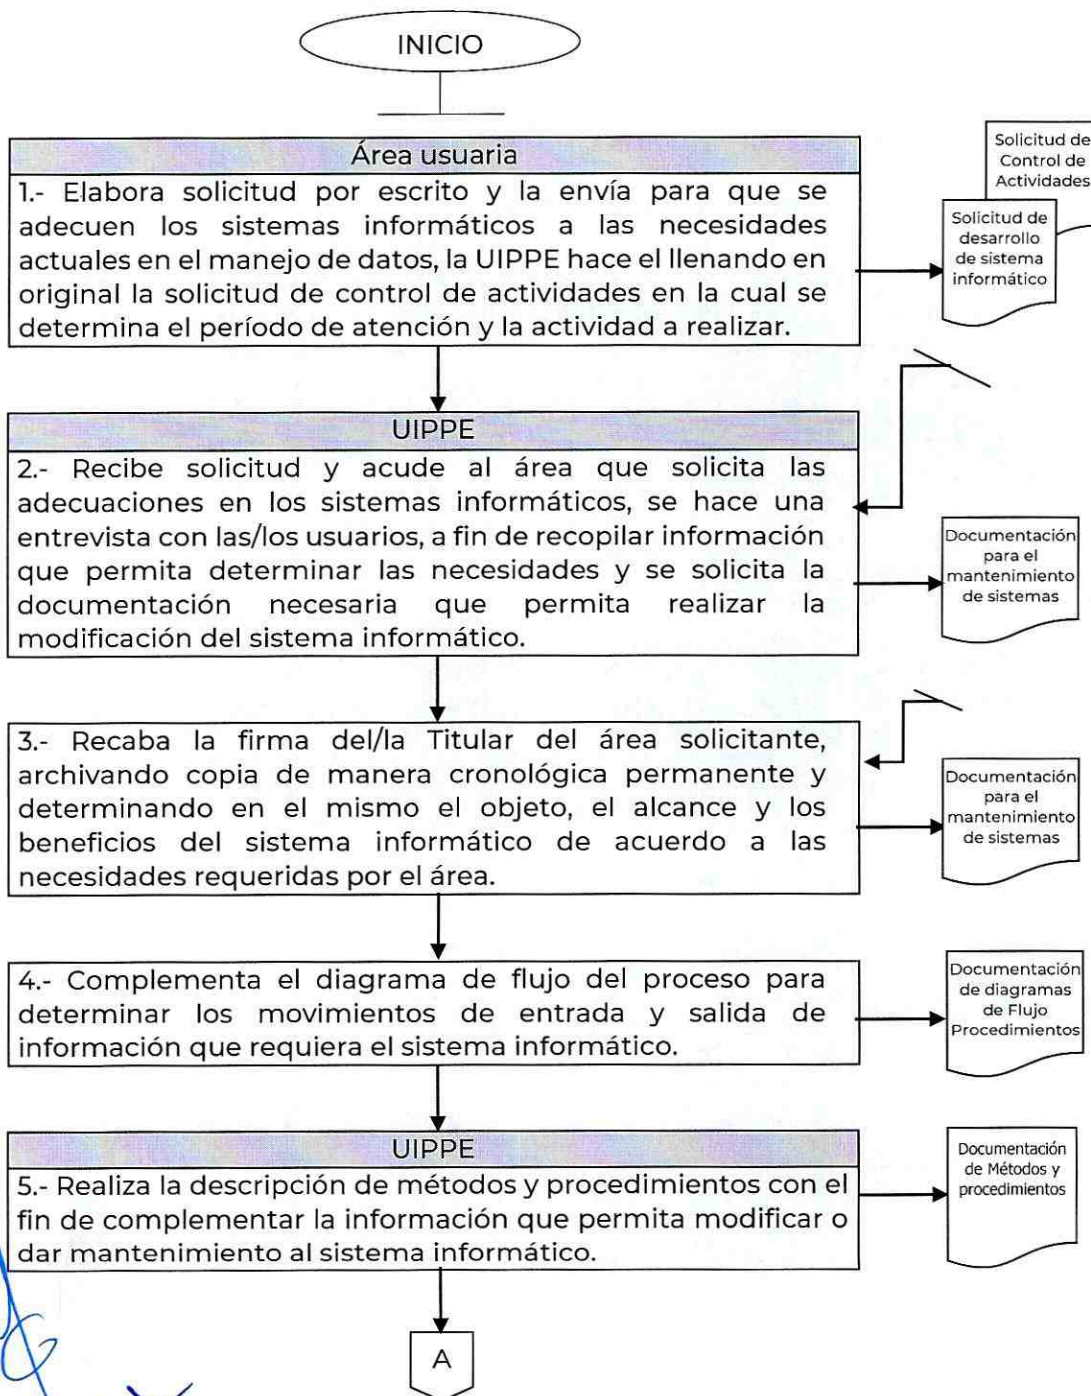 INICIO
Área usuaria
1.- Elabora solicitud por escrito y la envía para que se
adecuen los sistemas informáticos a las necesidades
actuales en el manejo de datos, la UIPPE hace el llenando en
original la solicitud de control de actividades en la cual se
determina el período de atención y la actividad a realizar.
Solicitud de
Control de
Actividades
Solicitud de
desarrollo
de sistema
informático
UIPPE
2.- Recibe solicitud y acude al área que solicita las
adecuaciones en los sistemas informáticos, se hace una
entrevista con las/los usuarios, a fin de recopilar información
que permita determinar las necesidades y se solicita la
documentación necesaria que permita realizar la
modificación del sistema informático.
Documentación
para el
mantenimiento
de sistemas
3.- Recaba la firma del/la Titular del área solicitante,
archivando copia de manera cronológica permanente y
determinando en el mismo el objeto, el alcance y los
beneficios del sistema informático de acuerdo a las
necesidades requeridas por el área.
Documentación
para el
mantenimiento
de sistemas
4.- Complementa el diagrama de flujo del proceso para
determinar los movimientos de entrada y salida de
información que requiera el sistema informático.
Documentación
de diagramas
de Flujo
Procedimientos
UIPPE
5.- Realiza la descripción de métodos y procedimientos con el
fin de complementar la información que permita modificar o
dar mantenimiento al sistema informático.
Documentación
de Métodos y
procedimientos
A